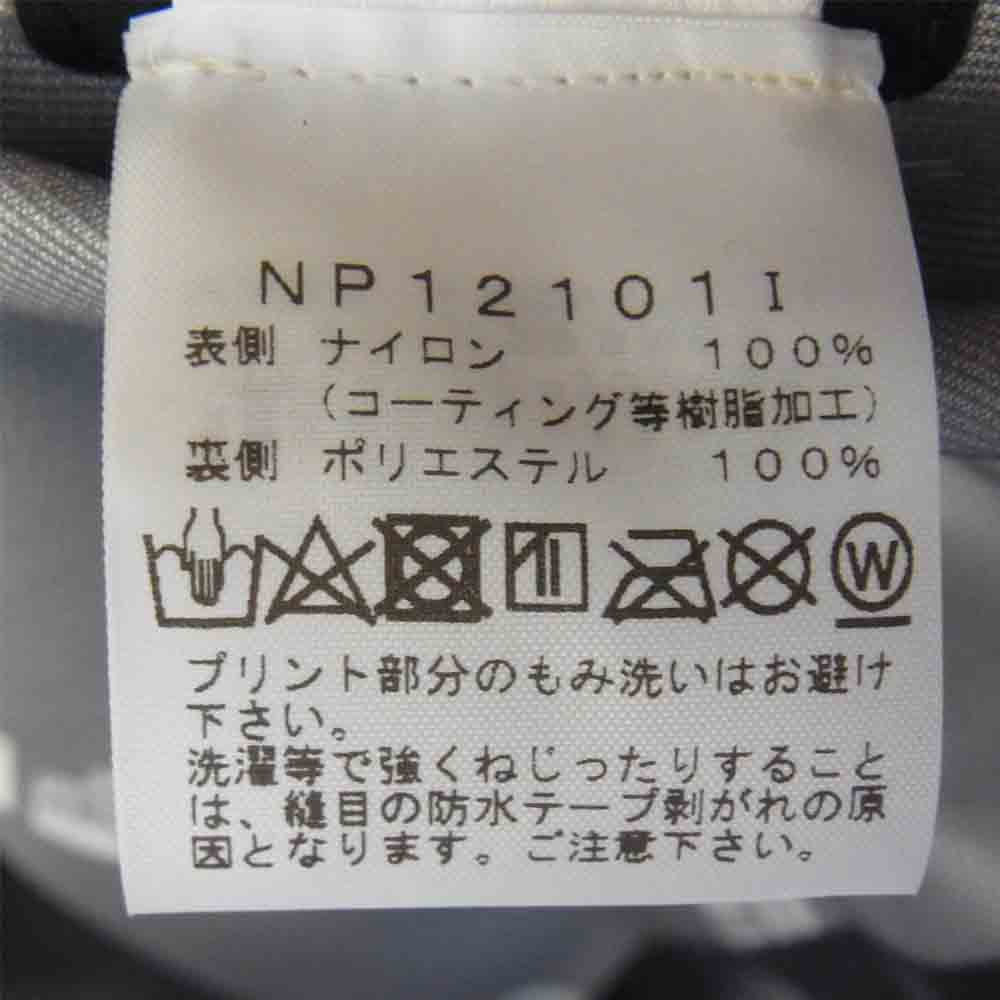 NP12101I
表側 ナイロン 100%
(コーティング等樹脂加工)
裏側 ポリエステル 100%
W
プリント部分のもみ洗いはお避け
下さい。
洗濯等で強くねじったりすること
は、縫目の防水テープ剥がれの原
因となります。ご注意下さい。